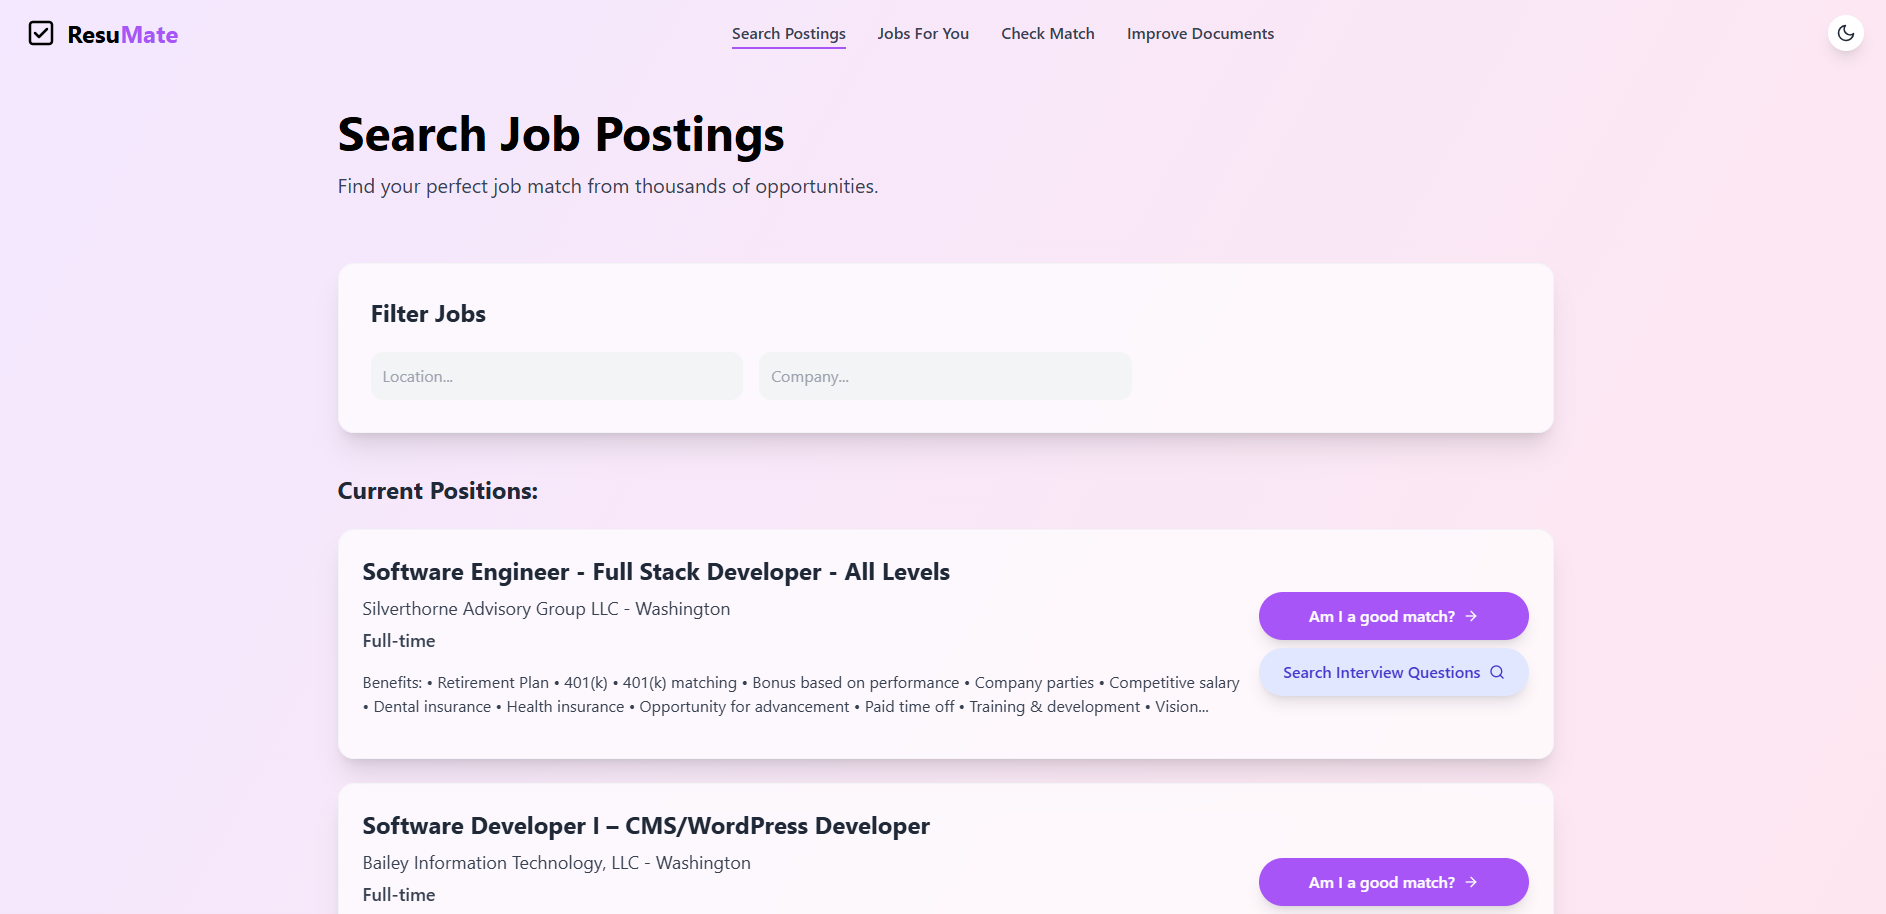 ResuMate
Search Postings
Jobs For You
Check Match
Improve Documents
Search Job Postings
Find your perfect job match from thousands of opportunities.
Filter Jobs
Location...
Company...
Current Positions:
Software Engineer - Full Stack Developer - All Levels
Silverthorne Advisory Group LLC - Washington
Full-time
Benefits: • Retirement Plan • 401(k) • 401(k) matching • Bonus based on performance • Company parties • Competitive salary
• Dental insurance • Health insurance • Opportunity for advancement • Paid time off • Training & development • Vision...
Am I a good match?
Search Interview Questions
Software Developer I – CMS/WordPress Developer
Bailey Information Technology, LLC - Washington
Full-time
Am I a good match?